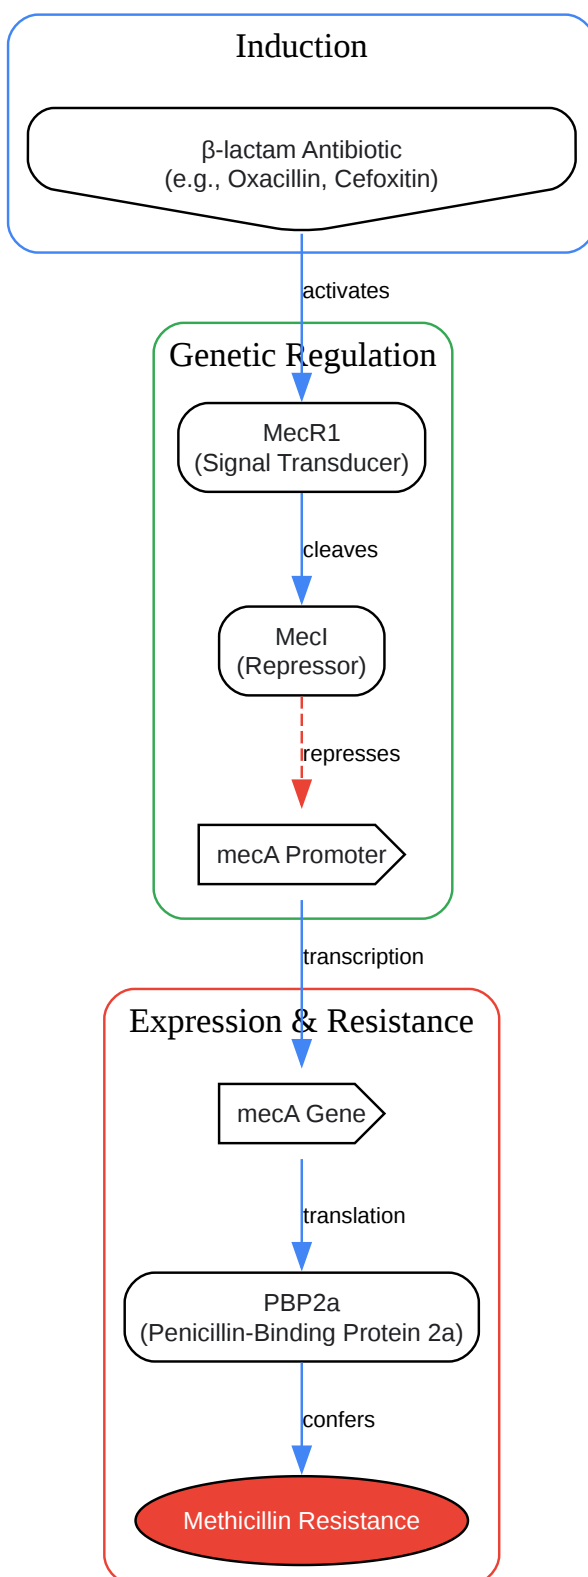 Induction
β-lactam Antibiotic
(e.g., Oxacillin, Cefoxitin)
activates
Genetic Regulation
MecR1
(Signal Transducer)
cleaves
MecI
(Repressor)
represses
mecA Promoter
transcription
Expression & Resistance
mecA Gene
translation
PBP2a
(Penicillin-Binding Protein 2a)
confers
Methicillin Resistance